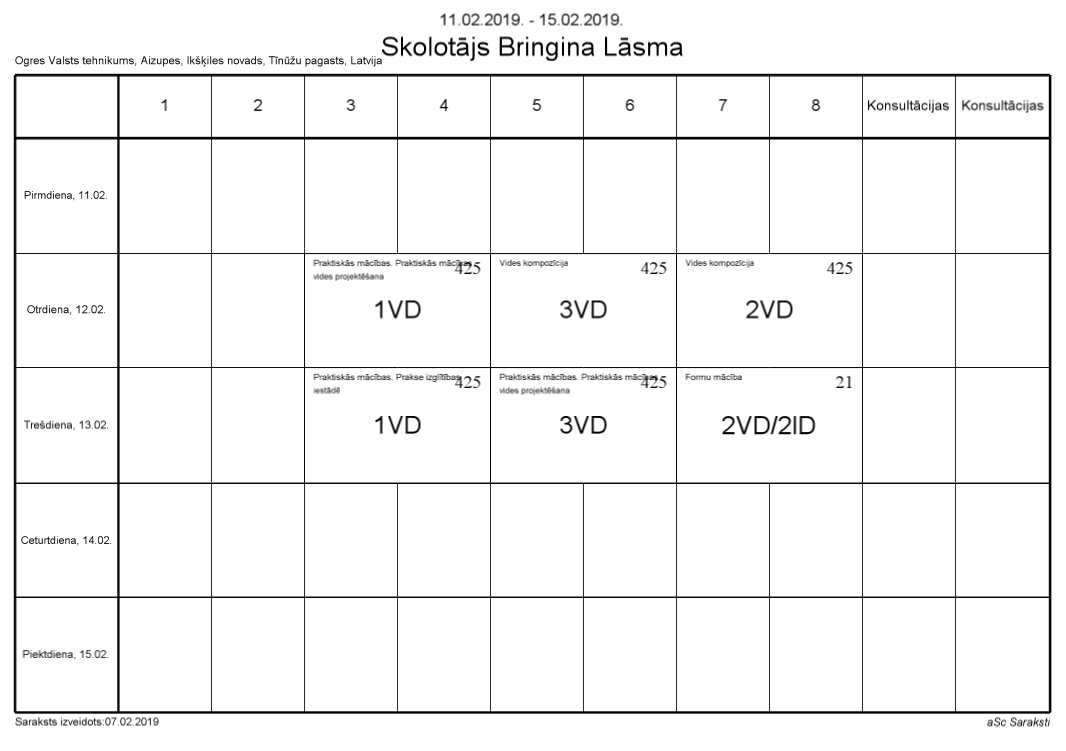 11.02.2019. - 15.02.2019.
Skolotājs Bringina Lāsma
Ogres Valsts tehnikums, Aizupes, Ikšķiles novads, Tīnūžu pagasts, Latvija
1 2 3 4 5 6 7 8 Konsultācijas Konsultācijas
Pirmdiena, 11.02.
Otrdiena, 12.02.
Praktiskās mācības. Praktiskās mācības
vides projektēšana
425
1VD
Vides kompozīcija
425
3VD
Vides kompozīcija
425
2VD
Trešdiena, 13.02.
Praktiskās mācības. Prakse izglītības
iestādē
425
1VD
Praktiskās mācības. Praktiskās mācības
vides projektēšana
425
3VD
Formu mācība
21
2VD/2ID
Ceturtdiena, 14.02.
Piektdiena, 15.02.
Saraksts izveidots:07.02.2019
aSc Saraksti